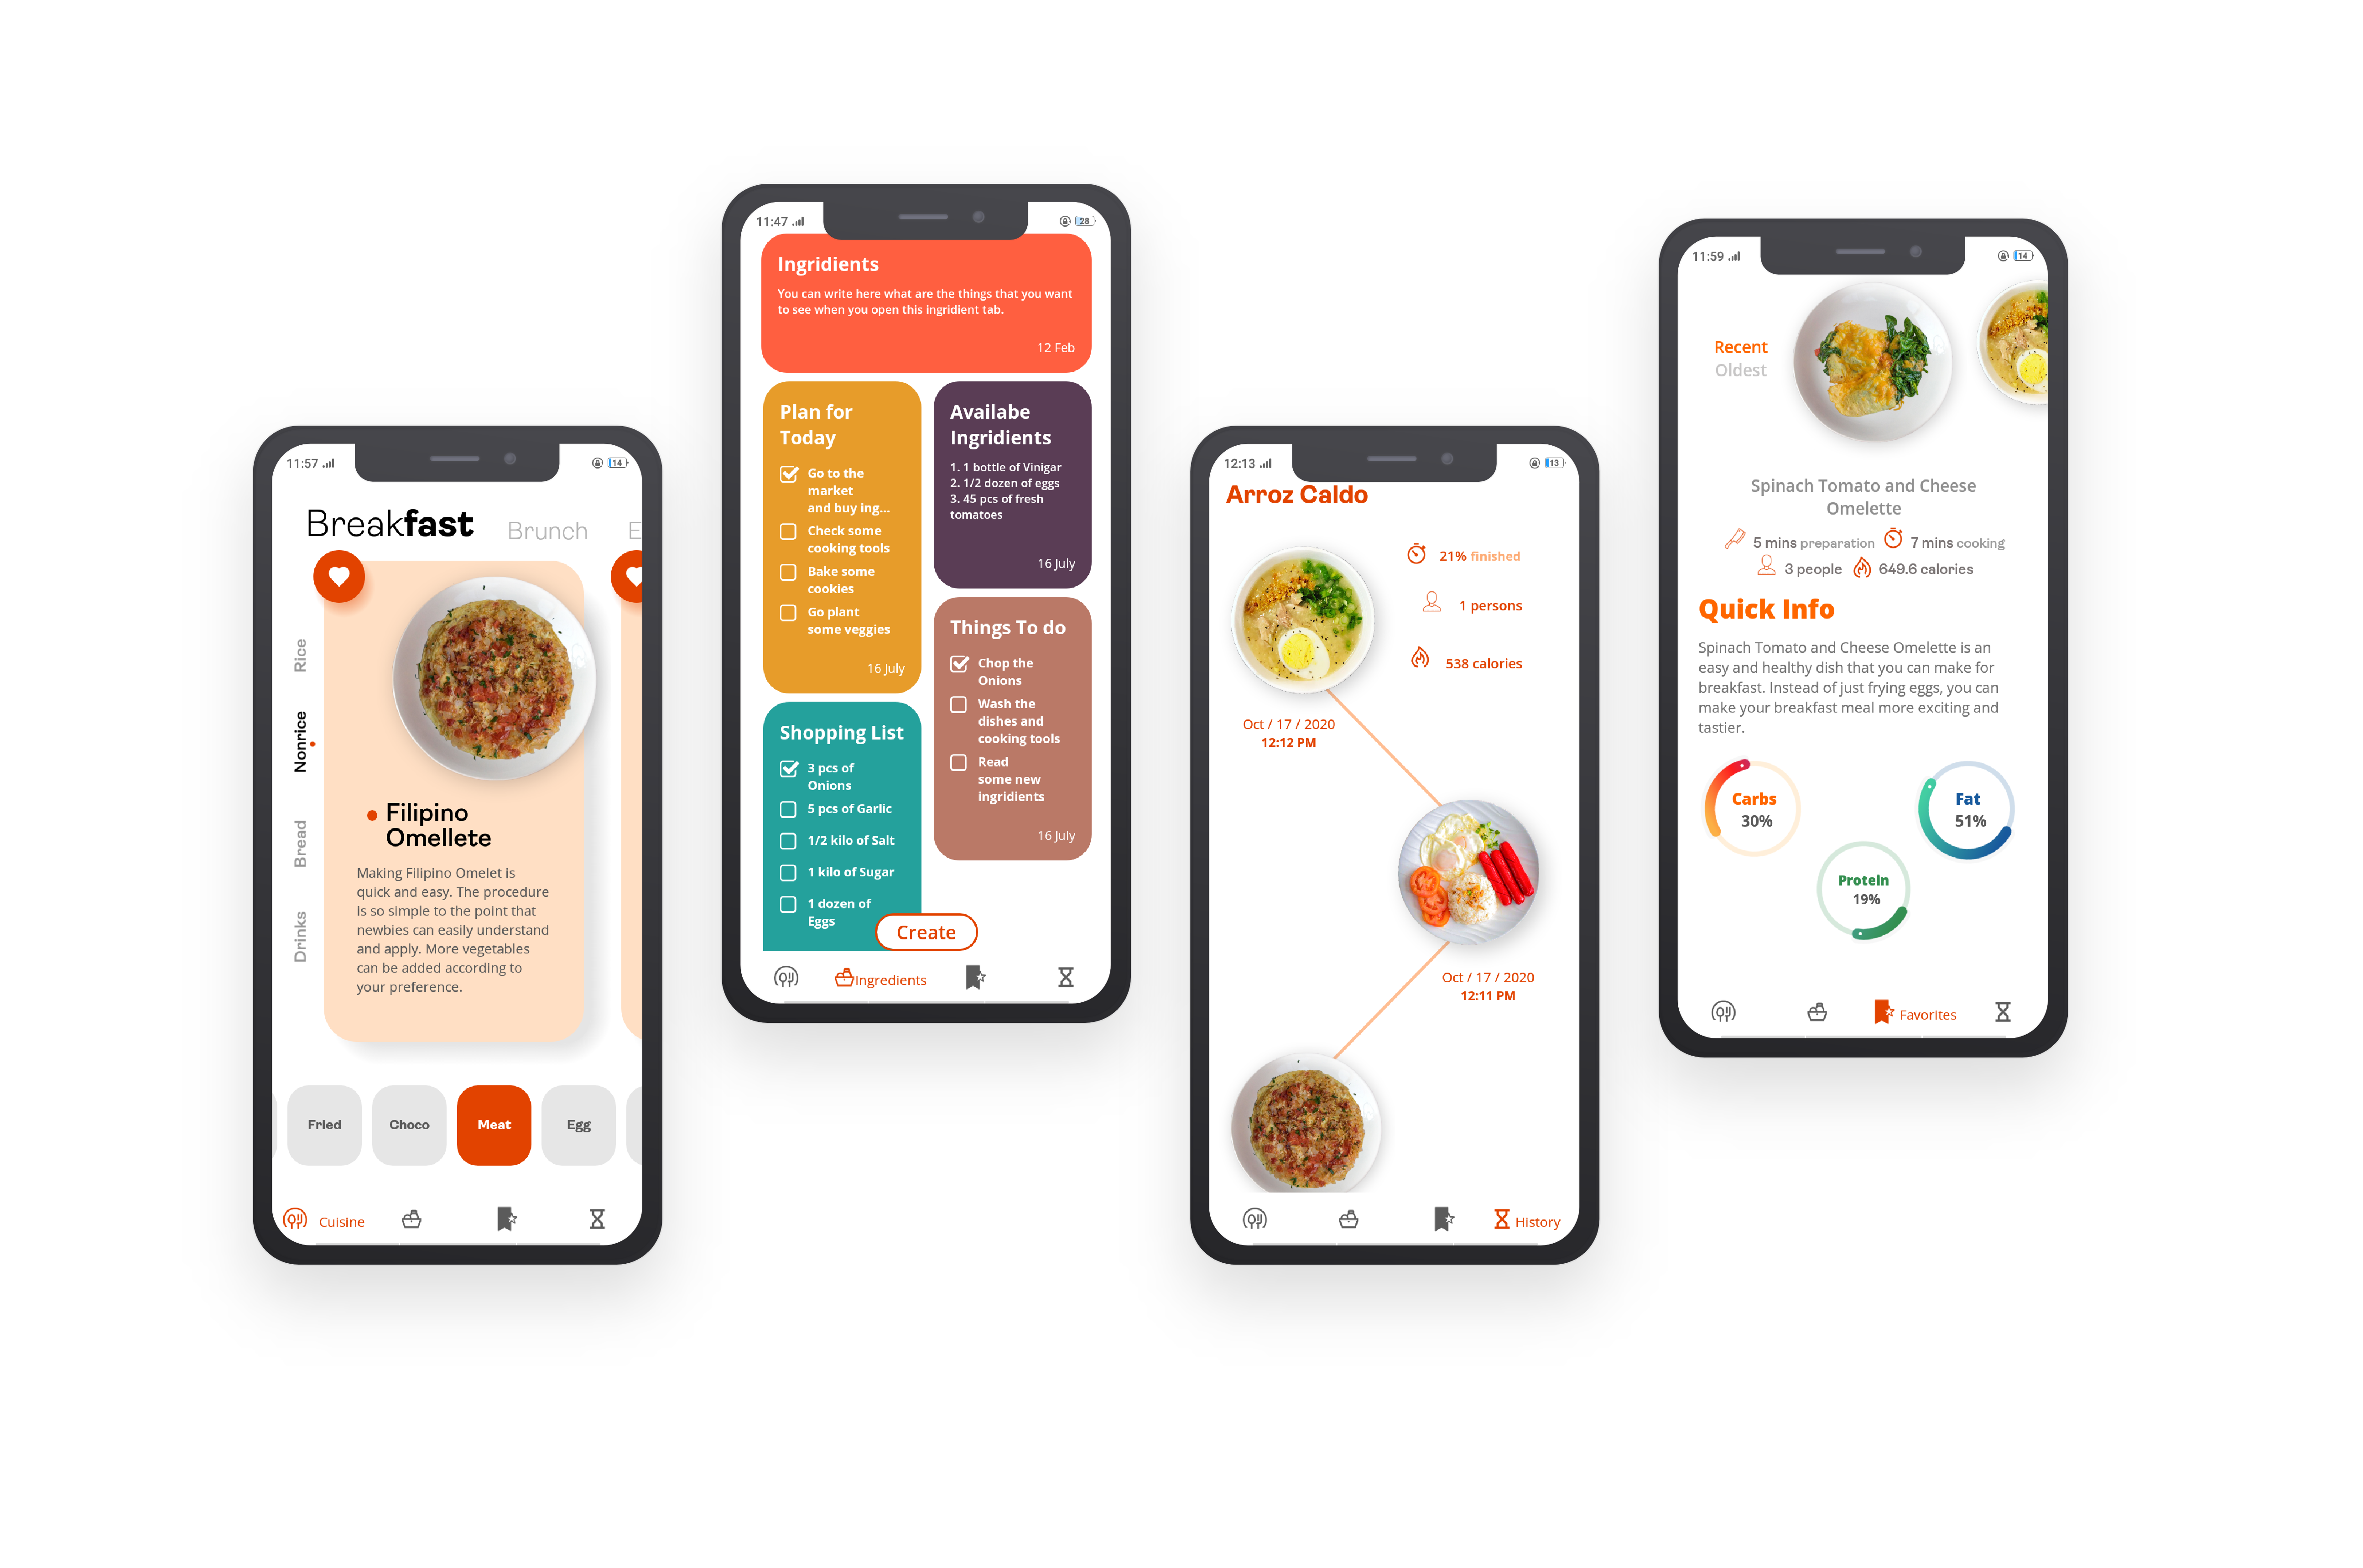 11:57
14
Breakfast
Brunch
E
Rice
Nonrice
Bread
Drinks
Filipino
Omellete
Making Filipino Omelet is
quick and easy. The procedure
is so simple to the point that
newbies can easily understand
and apply. More vegetables
can be added according to
your preference.
Fried
Choco
Meat
Egg
Cuisine
11:47
28
Ingridients
You can write here what are the things that you want
to see when you open this ingridient tab.
12 Feb
Plan for
Today
Go to the
market
and buy ing...
Check some
cooking tools
Bake some
cookies
Go plant
some veggies
16 July
Availabe
Ingridients
1. 1 bottle of Vinigar
2. 1/2 dozen of eggs
3. 45 pcs of fresh
tomatoes
16 July
Things To do
Chop the
Onions
Wash the
dishes and
cooking tools
Read
some new
ingridients
16 July
Shopping List
3 pcs of
Onions
5 pcs of Garlic
1/2 kilo of Salt
1 kilo of Sugar
1 dozen of
Eggs
Create
Ingredients
12:13
13
Arroz Caldo
21% finished
1 persons
538 calories
Oct / 17 / 2020
12:12 PM
Oct / 17 / 2020
12:11 PM
History
11:59
14
Recent
Oldest
Spinach Tomato and Cheese
Omelette
5 mins preparation 7 mins cooking
3 people 649.6 calories
Quick Info
Spinach Tomato and Cheese Omelette is an
easy and healthy dish that you can make for
breakfast. Instead of just frying eggs, you can
make your breakfast meal more exciting and
tastier.
Carbs
30%
Fat
51%
Protein
19%
Favorites